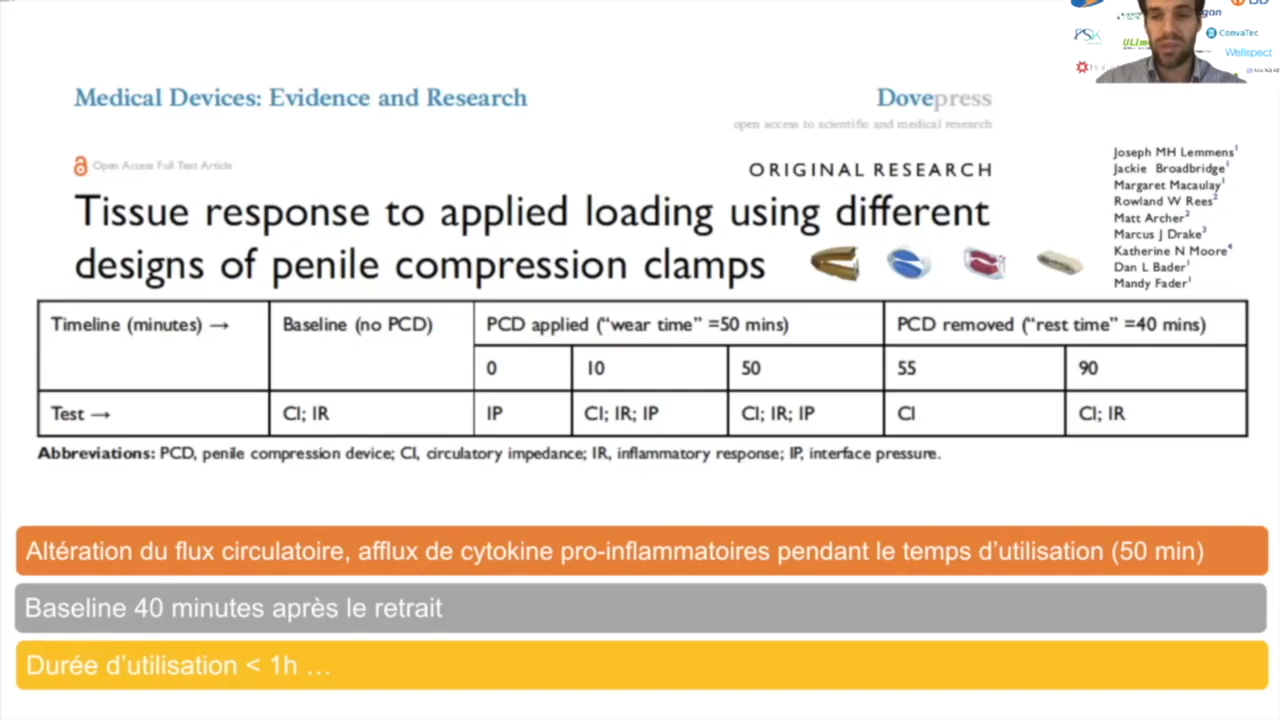 Medical Devices: Evidence and Research
Dovepress
open access to scientific and medical research
Open Access Full Text Article
ORIGINAL RESEARCH
Tissue response to applied loading using different
designs of penile compression clamps
Joseph MH Lemmens¹
Jackie Broadbridge¹
Margaret Macaulay¹
Rowland W Rees²
Matt Archer²
Marcus J Drake³
Katherine N Moore⁴
Dan L Bader¹
Mandy Fader¹
ConvaTec
Wellspect
Timeline (minutes) → Baseline (no PCD) PCD applied (“wear time” =50 mins) PCD removed (“rest time” =40 mins)
0 10 50 55 90
Test → CI; IR IP CI; IR; IP CI; IR; IP CI CI; IR
Abbreviations: PCD, penile compression device; CI, circulatory impedance; IR, inflammatory response; IP, interface pressure.
Altération du flux circulatoire, afflux de cytokine pro-inflammatoires pendant le temps d’utilisation (50 min)
Baseline 40 minutes après le retrait
Durée d’utilisation < 1h …